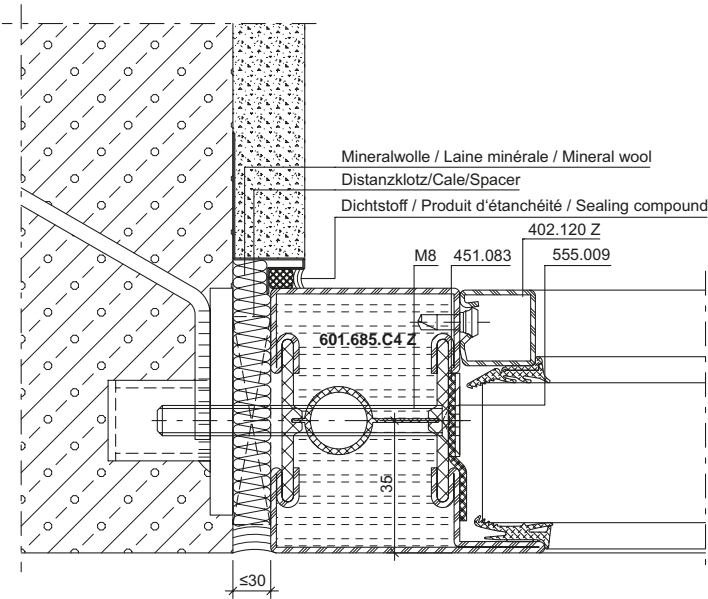 Mineralwolle / Laine minérale / Mineral wool
Distanzklotz/Cale/Spacer
Dichtstoff / Produit d‘étanchéité / Sealing compound
402.120 Z
M8 451.083 555.009
601.685.C4 Z
35
≤30